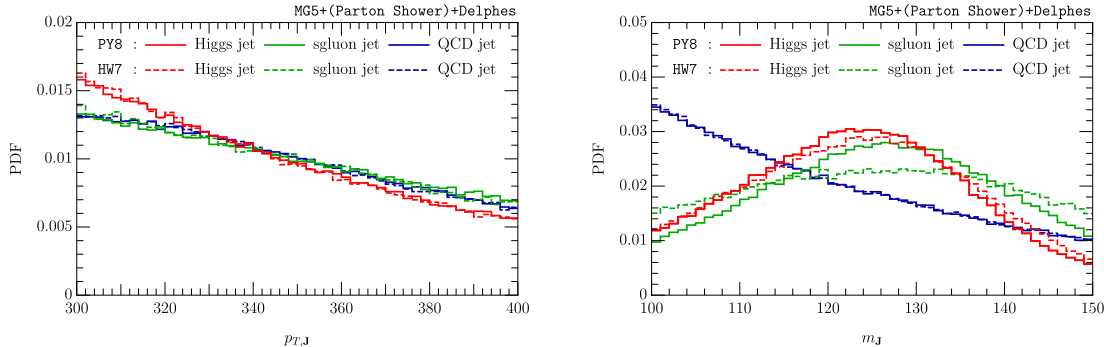 MG5+(Parton Shower)+Delphes
PY8 : Higgs jet sgluon jet QCD jet
HW7 : Higgs jet sgluon jet QCD jet
PDF
0.02
0.015
0.01
0.005
0
300 320 340 360 380 400
p_{T,J}
MG5+(Parton Shower)+Delphes
PY8 : Higgs jet sgluon jet QCD jet
HW7 : Higgs jet sgluon jet QCD jet
PDF
0.05
0.04
0.03
0.02
0.01
0
100 110 120 130 140 150
m_J